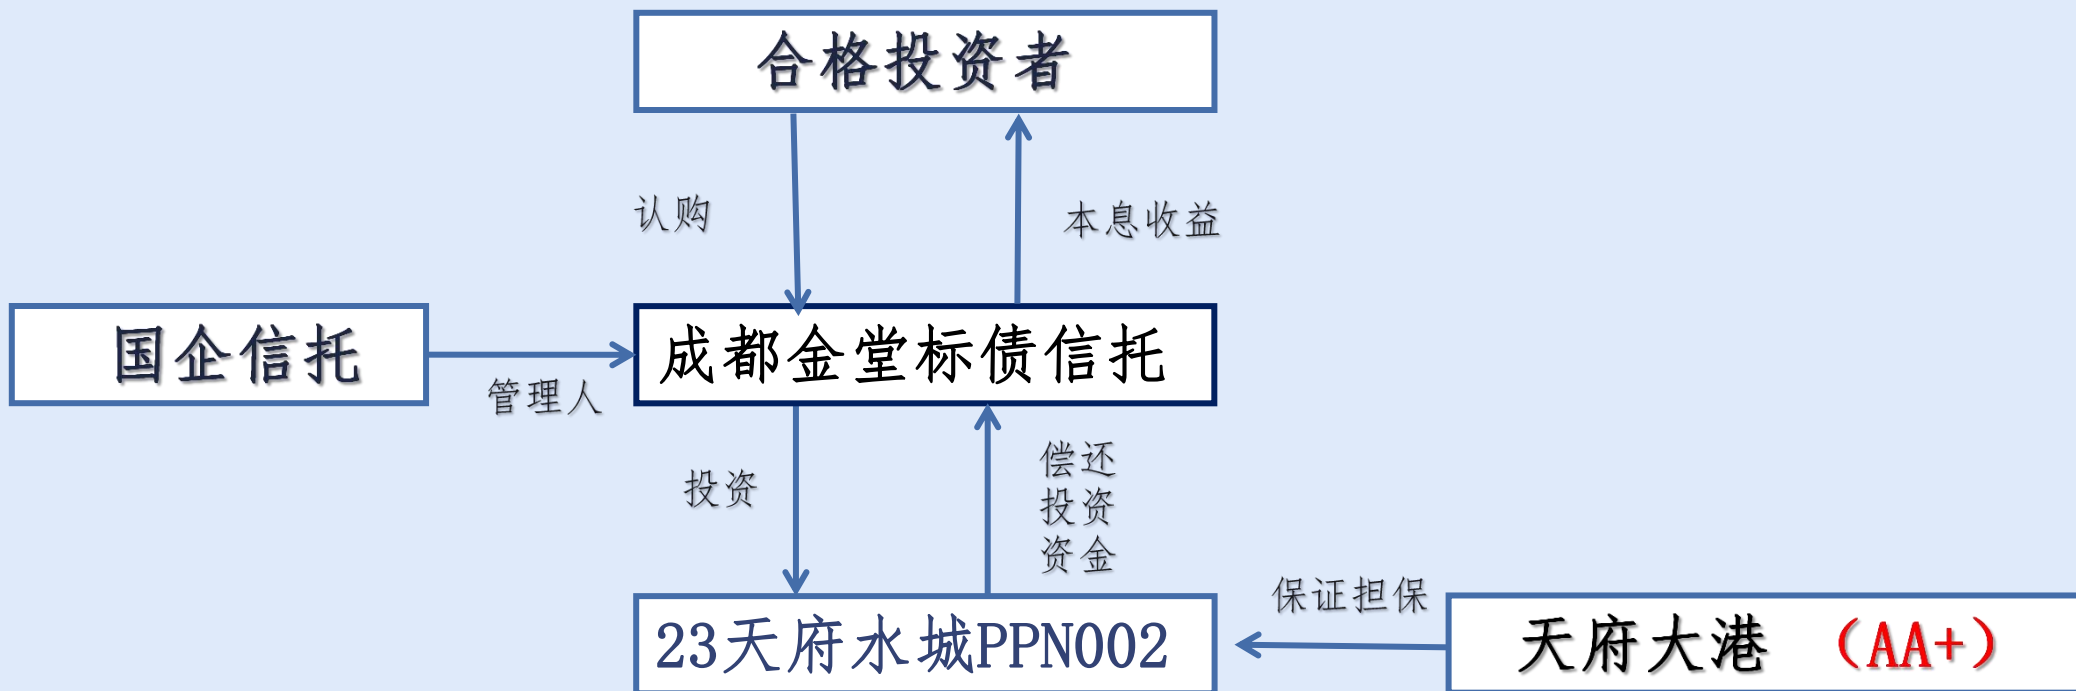 合格投资者
认购
本息收益
国企信托
管理人
成都金堂标债信托
投资
偿还
投资
资金
23天府水城PPN002
保证担保
天府大港 （AA+）